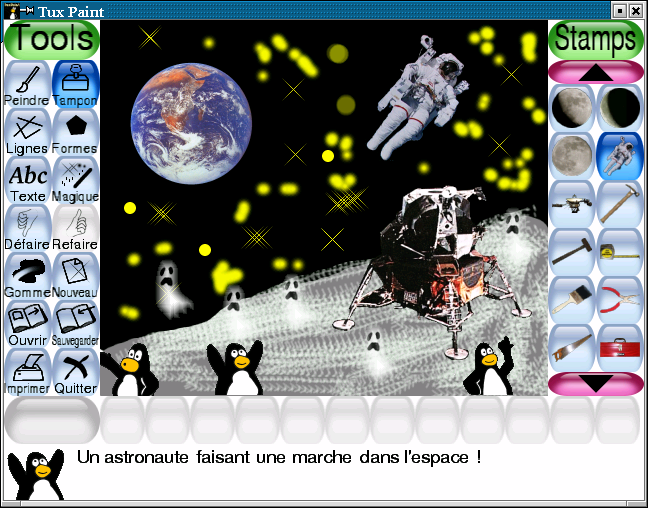 Tux Paint
Tools
Stamps
Peindre
Tampon
Lignes
Formes
Abc
Texte
Magique
Défaire
Refaire
Gomme
Nouveau
Ouvrir
Sauvegarder
Imprimer
Quitter
Un astronaute faisant une marche dans l'espace !